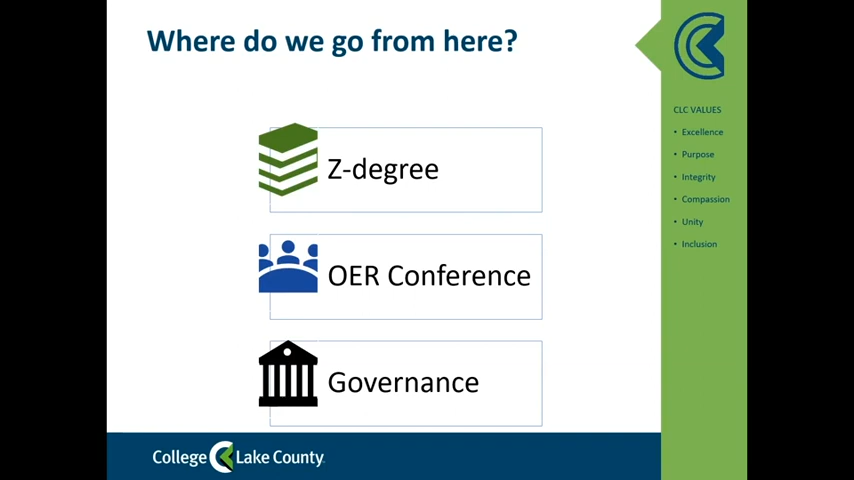 Where do we go from here?
Z-degree
OER Conference
Governance
CLC VALUES
• Excellence
• Purpose
• Integrity
• Compassion
• Unity
• Inclusion
College Lake County